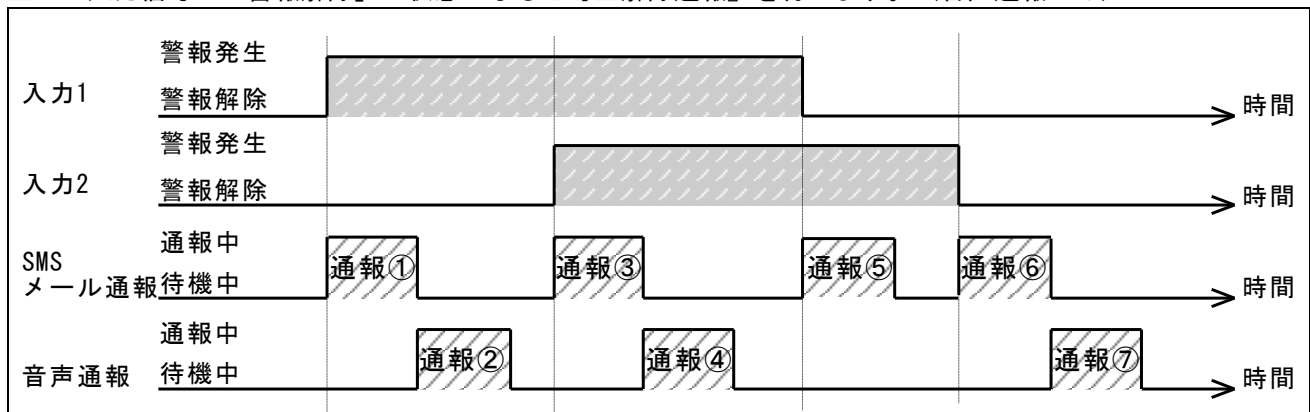 警報発生
入力1
警報解除
時間
警報発生
入力2
警報解除
時間
通報中
SMS
メール通報
待機中
通報①
通報③
通報⑤
通報⑥
時間
通報中
音声通報
待機中
通報②
通報④
通報⑦
時間